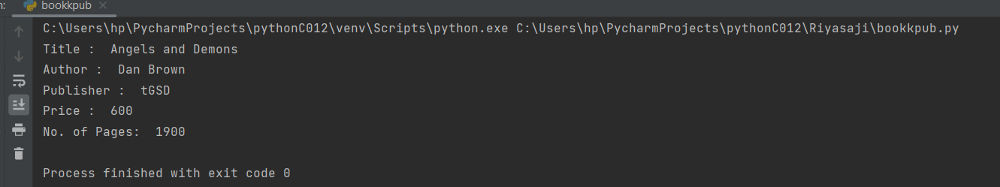 n: bookkpub
C:\Users\hp\PycharmProjects\pythonC012\venv\Scripts\python.exe C:\Users\hp\PycharmProjects\pythonC012\Riyasaji\bookkpub.py
Title :  Angels and Demons
Author :  Dan Brown
Publisher :  tGSD
Price :  600
No. of Pages:  1900
Process finished with exit code 0